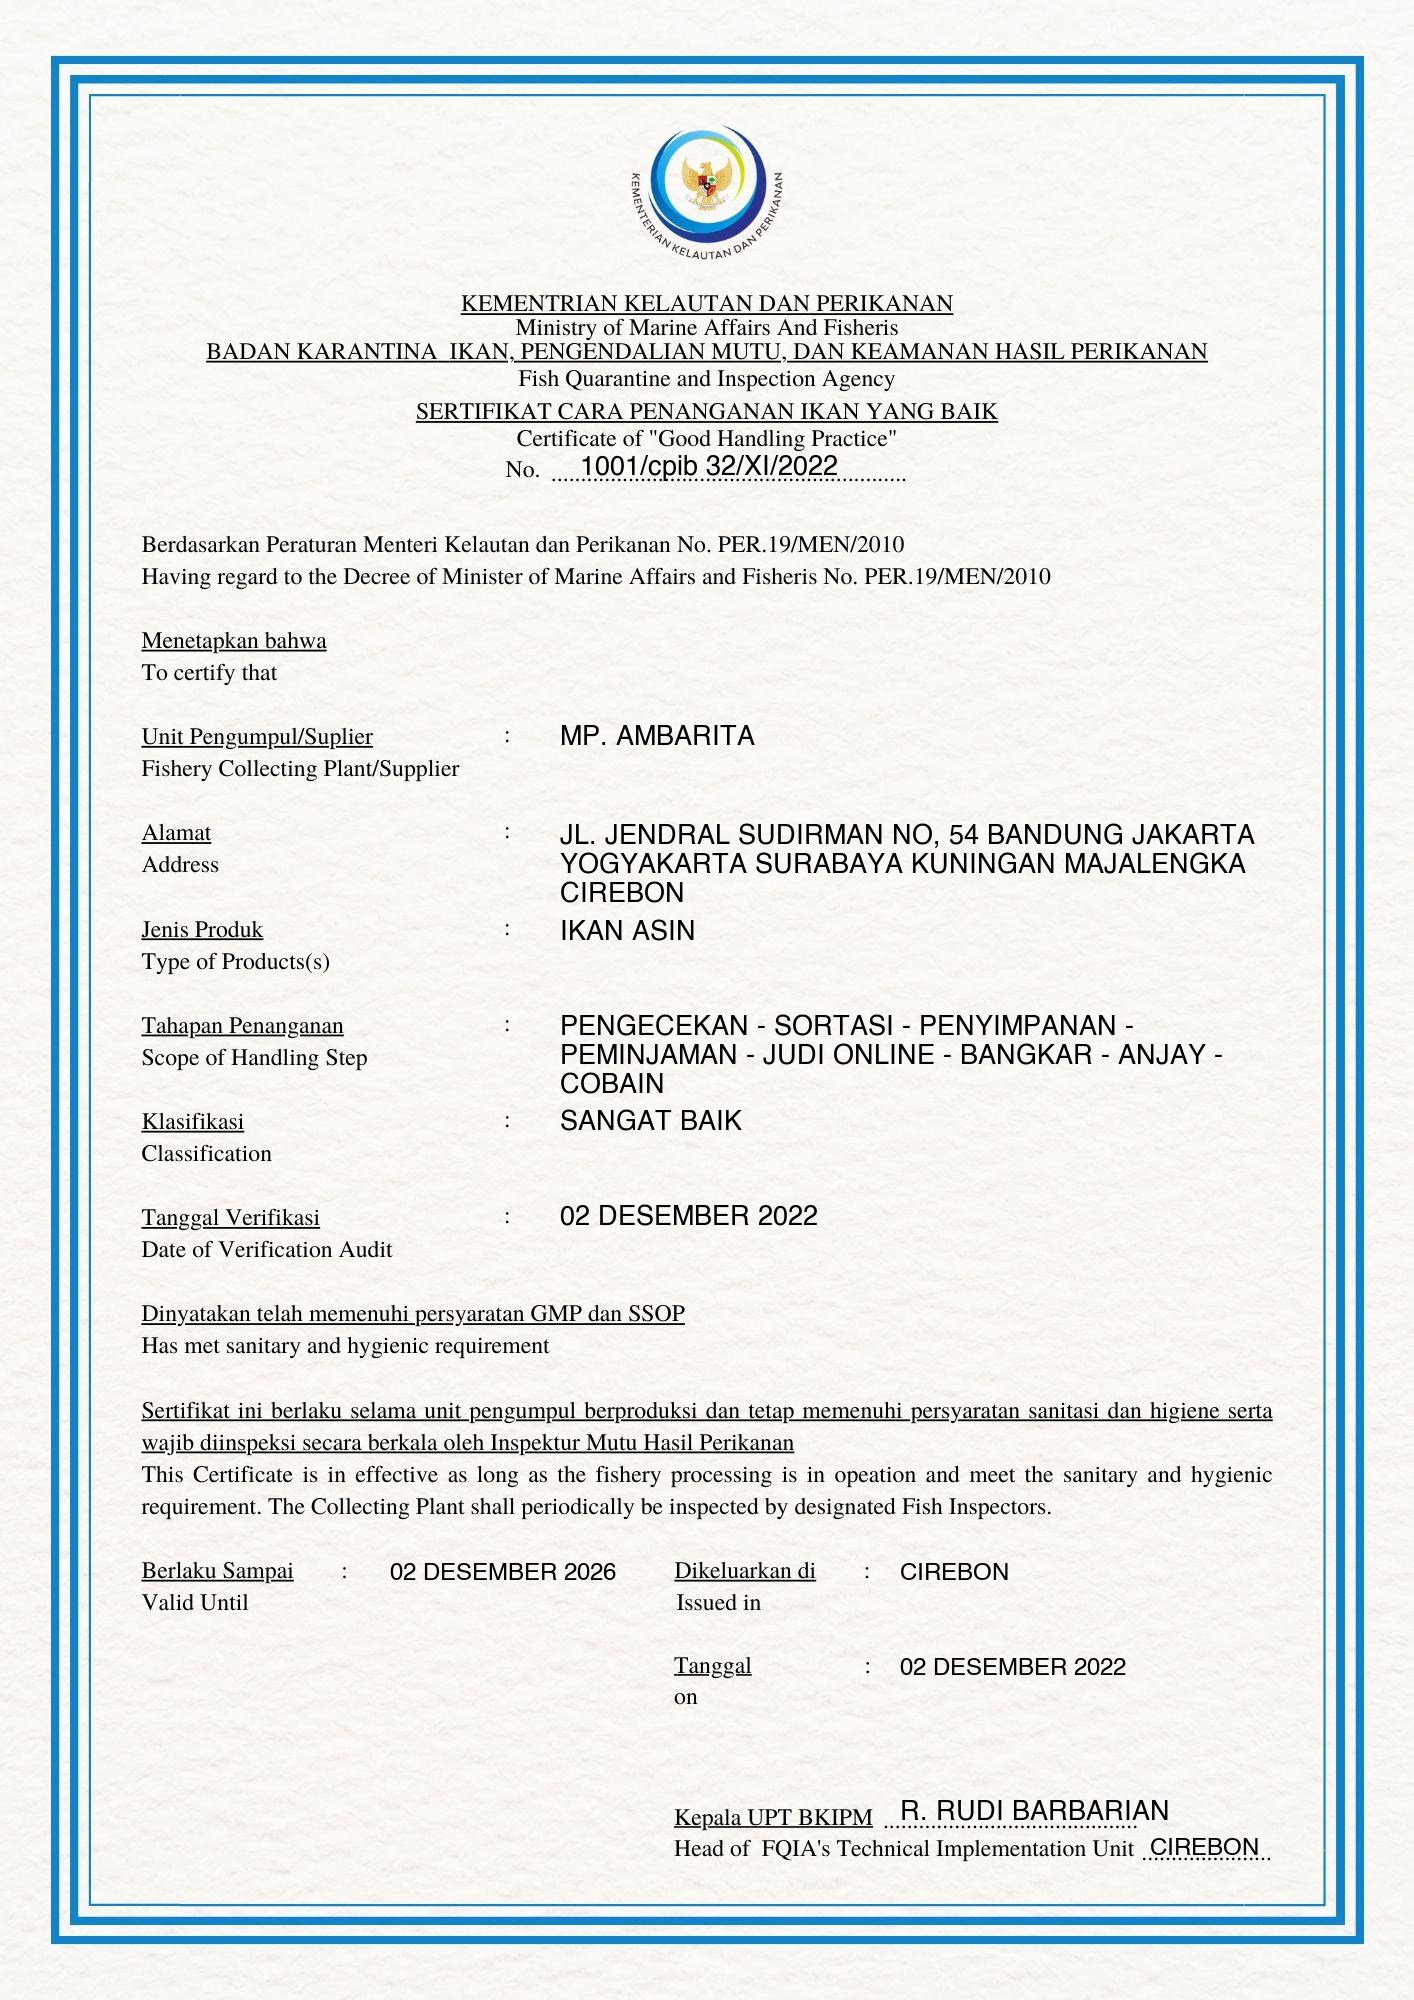 KEMENTERIAN KELAUTAN DAN PERIKANAN
KEMENTRIAN KELAUTAN DAN PERIKANAN
Ministry of Marine Affairs And Fisheris
BADAN KARANTINA IKAN, PENGENDALIAN MUTU, DAN KEAMANAN HASIL PERIKANAN
Fish Quarantine and Inspection Agency
SERTIFIKAT CARA PENANGANAN IKAN YANG BAIK
Certificate of "Good Handling Practice"
No. 1001/cpib 32/XI/2022
Berdasarkan Peraturan Menteri Kelautan dan Perikanan No. PER.19/MEN/2010
Having regard to the Decree of Minister of Marine Affairs and Fisheris No. PER.19/MEN/2010
Menetapkan bahwa
To certify that
Unit Pengumpul/Suplier : MP. AMBARITA
Fishery Collecting Plant/Supplier
Alamat : JL. JENDRAL SUDIRMAN NO, 54 BANDUNG JAKARTA
Address YOGYAKARTA SURABAYA KUNINGAN MAJALENGKA
CIREBON
Jenis Produk : IKAN ASIN
Type of Products(s)
Tahapan Penanganan : PENGECEKAN - SORTASI - PENYIMPANAN -
Scope of Handling Step PEMINJAMAN - JUDI ONLINE - BANGKAR - ANJAY -
COBAIN
Klasifikasi : SANGAT BAIK
Classification
Tanggal Verifikasi : 02 DESEMBER 2022
Date of Verification Audit
Dinyatakan telah memenuhi persyaratan GMP dan SSOP
Has met sanitary and hygienic requirement
Sertifikat ini berlaku selama unit pengumpul berproduksi dan tetap memenuhi persyaratan sanitasi dan higiene serta
wajib diinspeksi secara berkala oleh Inspektur Mutu Hasil Perikanan
This Certificate is in effective as long as the fishery processing is in opeation and meet the sanitary and hygienic
requirement. The Collecting Plant shall periodically be inspected by designated Fish Inspectors.
Berlaku Sampai : 02 DESEMBER 2026 Dikeluarkan di : CIREBON
Valid Until Issued in
Tanggal : 02 DESEMBER 2022
on
Kepala UPT BKIPM R. RUDI BARBARIAN
Head of FQIA's Technical Implementation Unit CIREBON